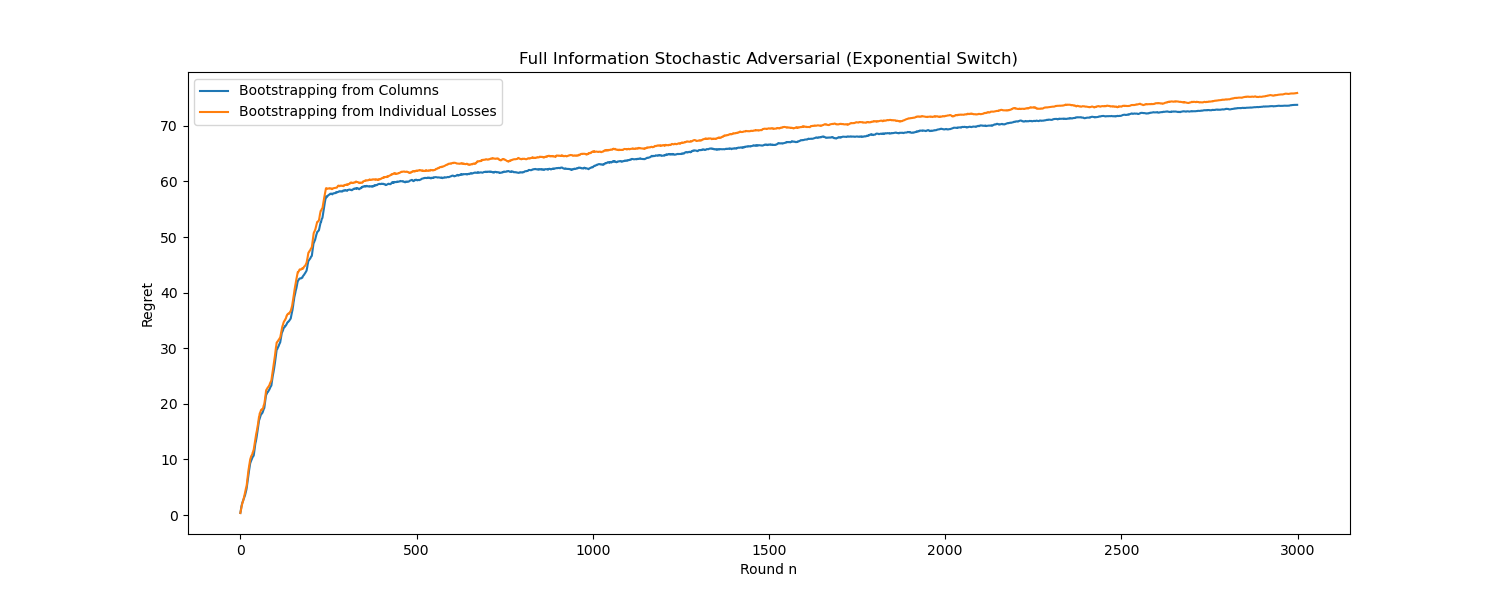 Full Information Stochastic Adversarial (Exponential Switch)
Bootstrapping from Columns
Bootstrapping from Individual Losses
Regret
70
60
50
40
30
20
10
0
0 500 1000 1500 2000 2500 3000
Round n